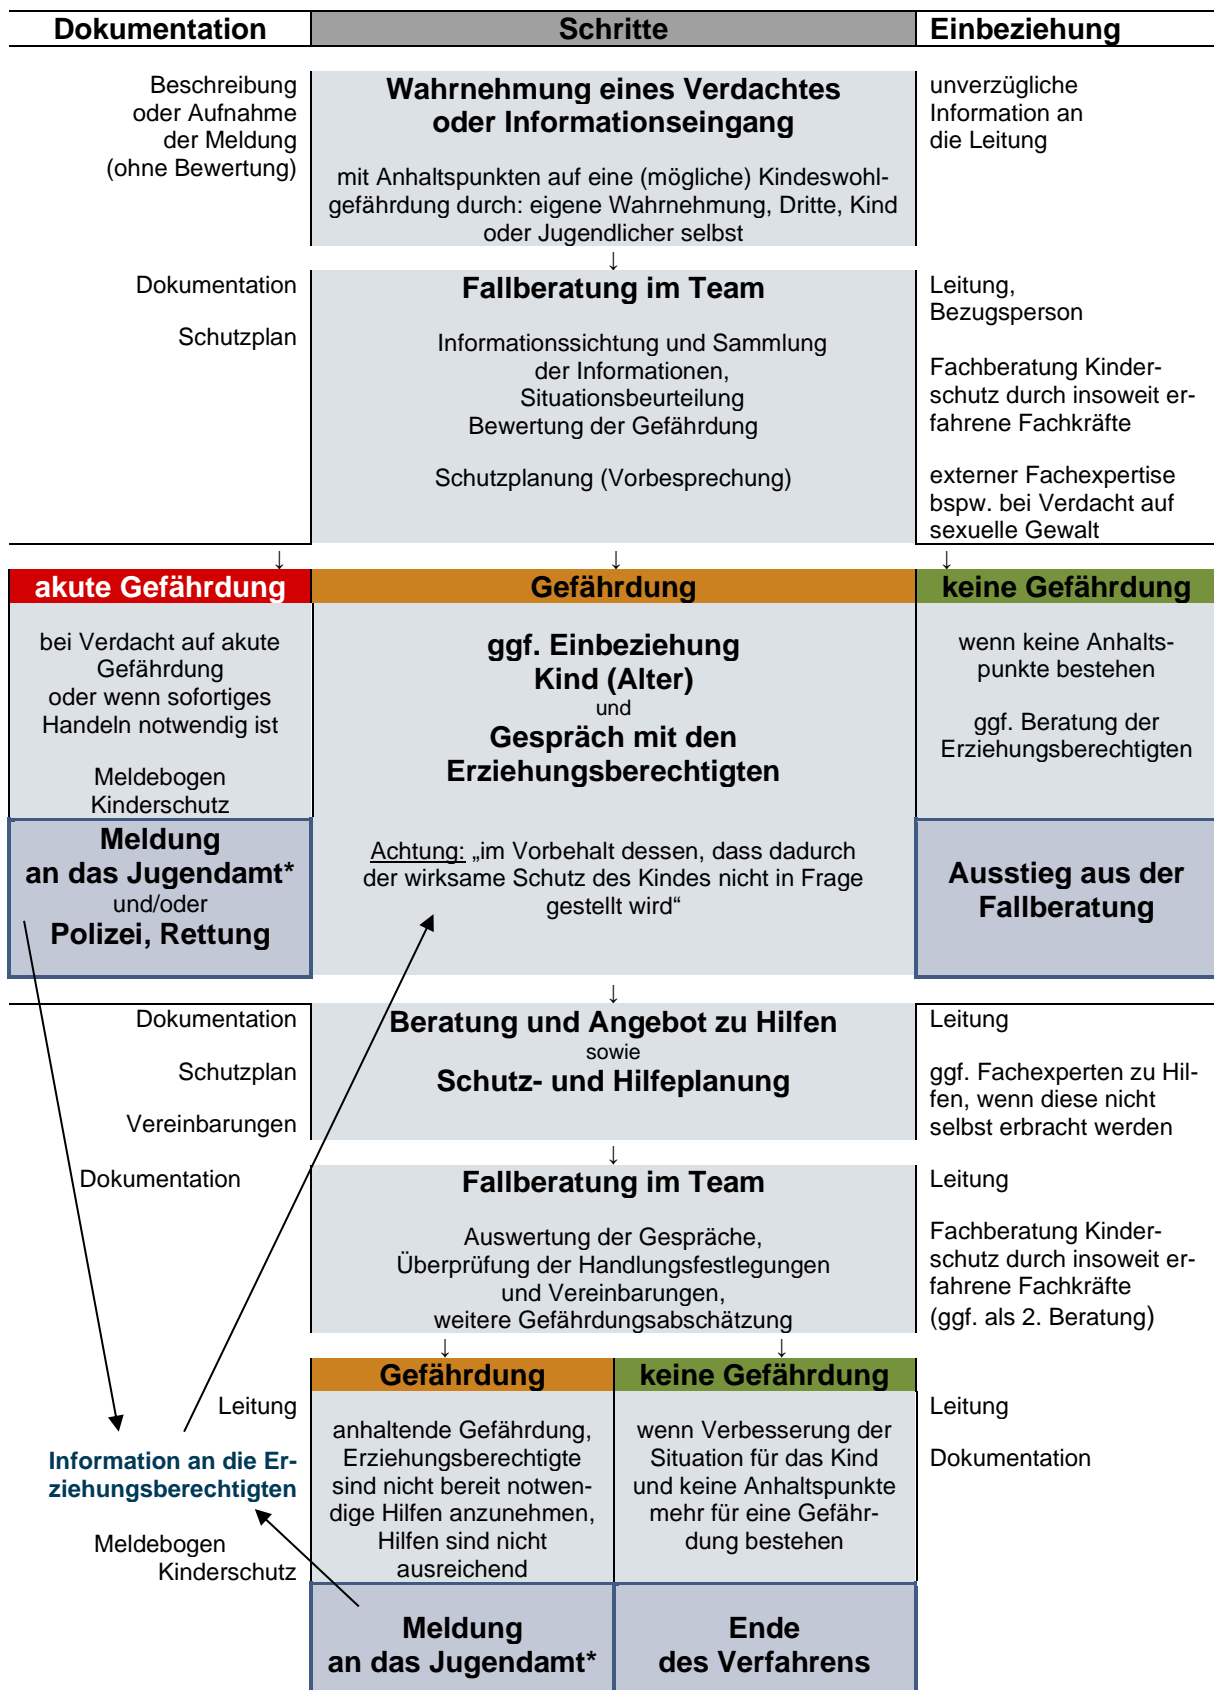 Dokumentation
Schritte
Einbeziehung
Beschreibung
oder Aufnahme
der Meldung
(ohne Bewertung)
Wahrnehmung eines Verdachtes
oder Informationseingang
mit Anhaltspunkten auf eine (mögliche) Kindeswohl-
gefährdung durch: eigene Wahrnehmung, Dritte, Kind
oder Jugendlicher selbst
unverzügliche
Information an
die Leitung
↓
Dokumentation
Schutzplan
Fallberatung im Team
Informationssichtung und Sammlung
der Informationen,
Situationsbeurteilung
Bewertung der Gefährdung
Schutzplanung (Vorbesprechung)
Leitung,
Bezugsperson
Fachberatung Kinder-
schutz durch insoweit er-
fahrene Fachkräfte
externer Fachexpertise
bspw. bei Verdacht auf
sexuelle Gewalt
↓ ↓ ↓
akute Gefährdung
bei Verdacht auf akute
Gefährdung
oder wenn sofortiges
Handeln notwendig ist
Meldebogen
Kinderschutz
Meldung
an das Jugendamt*
und/oder
Polizei, Rettung
Gefährdung
ggf. Einbeziehung
Kind (Alter)
und
Gespräch mit den
Erziehungsberechtigten
Achtung: „im Vorbehalt dessen, dass dadurch
der wirksame Schutz des Kindes nicht in Frage
gestellt wird“
keine Gefährdung
wenn keine Anhalts-
punkte bestehen
ggf. Beratung der
Erziehungsberechtigten
Ausstieg aus der
Fallberatung
↓
Dokumentation
Schutzplan
Vereinbarungen
Beratung und Angebot zu Hilfen
sowie
Schutz- und Hilfeplanung
Leitung
ggf. Fachexperten zu Hil-
fen, wenn diese nicht
selbst erbracht werden
↓
Dokumentation
Fallberatung im Team
Auswertung der Gespräche,
Überprüfung der Handlungsfestlegungen
und Vereinbarungen,
weitere Gefährdungsabschätzung
Leitung
Fachberatung Kinder-
schutz durch insoweit er-
fahrene Fachkräfte
(ggf. als 2. Beratung)
↓ ↓
Leitung
Information an die Er-
ziehungsberechtigten
Meldebogen
Kinderschutz
Gefährdung
anhaltende Gefährdung,
Erziehungsberechtigte
sind nicht bereit notwen-
dige Hilfen anzunehmen,
Hilfen sind nicht
ausreichend
Meldung
an das Jugendamt*
keine Gefährdung
wenn Verbesserung der
Situation für das Kind
und keine Anhaltspunkte
mehr für eine Gefähr-
dung bestehen
Ende
des Verfahrens
Leitung
Dokumentation